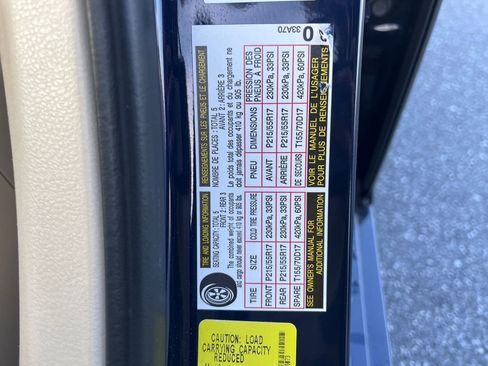 TIRE AND LOADING INFORMATION
SEATING CAPACITY: TOTAL 5
FRONT 2; REAR 3
The combined weight of occupants
and cargo should never exceed 410 kg or 905 lbs.
TIRE SIZE COLD TIRE PRESSURE
FRONT P215/55R17 230kPa, 33PSI
REAR P215/55R17 230kPa, 33PSI
SPARE T155/70D17 420kPa, 60PSI
SEE OWNER'S MANUAL FOR
ADDITIONAL INFORMATION
RENSEIGNEMENTS SUR LES PNEUS ET LE CHARGEMENT
NOMBRE DE PLACES: TOTAL 5
AVANT 2; ARRIÈRE 3
Le poids total des occupants et du chargement ne
doit jamais dépasser 410 kg ou 905 lb.
PNEU DIMENSIONS PRESSION DES
PNEUS À FROID
AVANT P215/55R17 230kPa, 33PSI
ARRIÈRE P215/55R17 230kPa, 33PSI
DE SECOURS T155/70D17 420kPa, 60PSI
VOIR LE MANUEL DE L'USAGER
POUR PLUS DE RENSEIGNEMENTS
0
33A70
CAUTION: LOAD
CARRYING CAPACITY
REDUCED